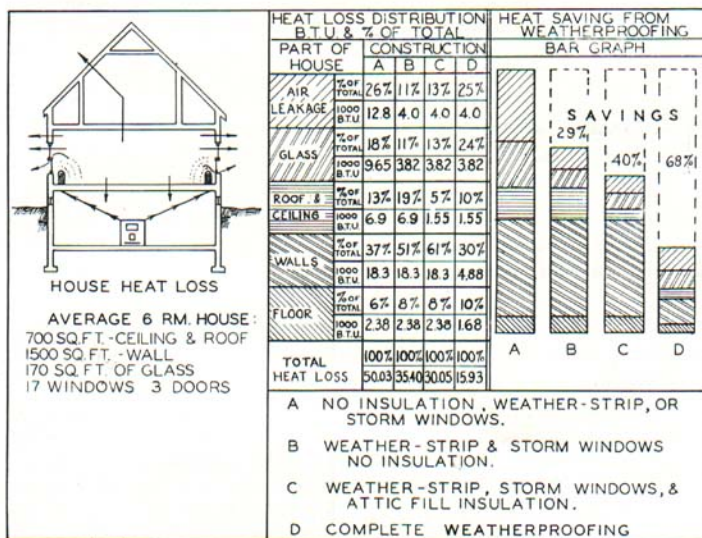 HOUSE HEAT LOSS
AVERAGE 6 RM. HOUSE:
700 SQ.FT.-CEILING & ROOF
1500 SQ. FT. -WALL
170 SQ. FT. OF GLASS
17 WINDOWS 3 DOORS
HEAT LOSS DISTRIBUTION
B.T.U. & % OF TOTAL
PART OF HOUSE CONSTRUCTION
A B C D
AIR LEAKAGE
% OF TOTAL 26% 11% 13% 25%
1000 B.T.U. 12.8 4.0 4.0 4.0
GLASS
% OF TOTAL 18% 11% 13% 24%
1000 B.T.U. 9.65 3.82 3.82 3.82
ROOF & CEILING
% OF TOTAL 13% 19% 5% 10%
1000 B.T.U. 6.9 6.9 1.55 1.55
WALLS
% OF TOTAL 37% 51% 61% 30%
1000 B.T.U. 18.3 18.3 18.3 4.88
FLOOR
% OF TOTAL 6% 8% 8% 10%
1000 B.T.U. 2.38 2.38 2.38 1.68
TOTAL HEAT LOSS
100% 100% 100% 100%
50.03 35.40 30.05 15.93
HEAT SAVING FROM
WEATHERPROOFING
BAR GRAPH
SAVINGS
29%
40%
68%
A B C D
A NO INSULATION, WEATHER-STRIP, OR
STORM WINDOWS.
B WEATHER-STRIP & STORM WINDOWS
NO INSULATION.
C WEATHER-STRIP, STORM WINDOWS, &
ATTIC FILL INSULATION.
D COMPLETE WEATHERPROOFING